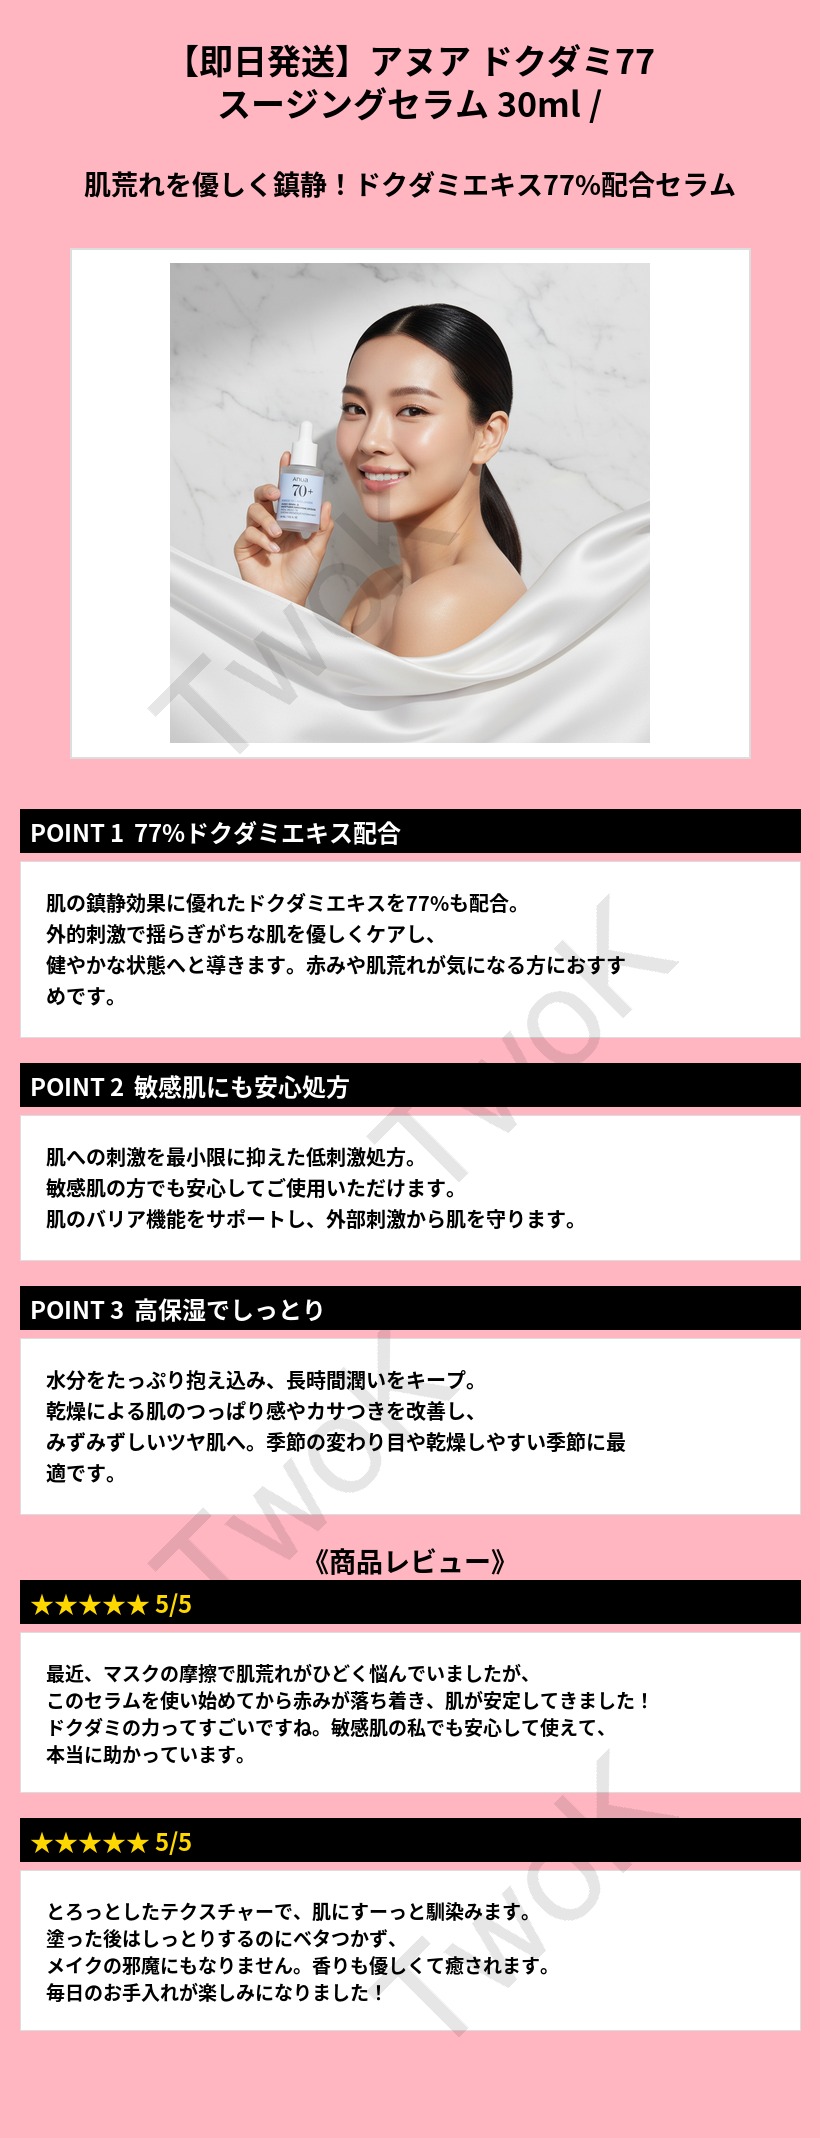 【即日発送】アヌア ドクダミ77
スージングセラム 30ml /
肌荒れを優しく鎮静！ドクダミエキス77%配合セラム
Anua
70+
TwoK
POINT 1 77%ドクダミエキス配合
肌の鎮静効果に優れたドクダミエキスを77%も配合。
外的刺激で揺らぎがちな肌を優しくケアし、
健やかな状態へと導きます。赤みや肌荒れが気になる方におすす
めです。
TwoK
POINT 2 敏感肌にも安心処方
肌への刺激を最小限に抑えた低刺激処方。
敏感肌の方でも安心してご使用いただけます。
肌のバリア機能をサポートし、外部刺激から肌を守ります。
POINT 3 高保湿でしっとり
水分をたっぷり抱え込み、長時間潤いをキープ。
乾燥による肌のつっぱり感やカサつきを改善し、
みずみずしいツヤ肌へ。季節の変わり目や乾燥しやすい季節に最
適です。
TwoK
《商品レビュー》
★★★★★ 5/5
最近、マスクの摩擦で肌荒れがひどく悩んでいましたが、
このセラムを使い始めてから赤みが落ち着き、肌が安定してきました！
ドクダミの力ってすごいですね。敏感肌の私でも安心して使えて、
本当に助かっています。
★★★★★ 5/5
とろっとしたテクスチャーで、肌にすーっと馴染みます。
塗った後はしっとりするのにベタつかず、
メイクの邪魔にもなりません。香りも優しくて癒されます。
毎日のお手入れが楽しみになりました！
TwoK